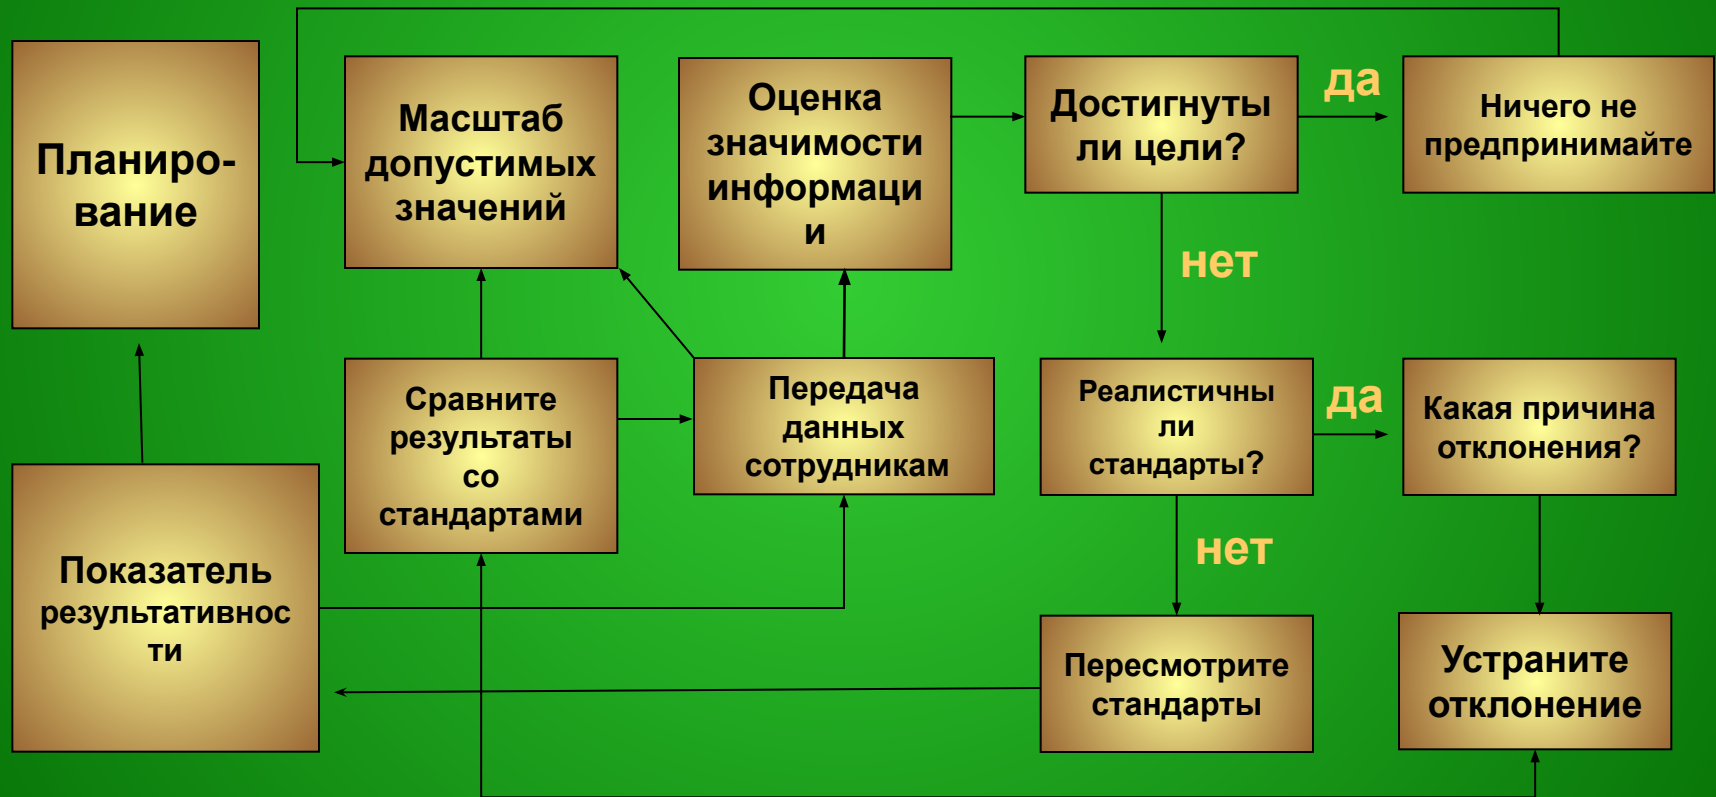 Планиро-
вание
Масштаб
допустимых
значений
Оценка
значимости
информаци
и
Достигнуты
ли цели?
да
Ничего не
предпринимайте
нет
Сравните
результаты
со
стандартами
Передача
данных
сотрудникам
Реалистичны
ли
стандарты?
да
Какая причина
отклонения?
нет
Показатель
результативнос
ти
Пересмотрите
стандарты
Устраните
отклонение